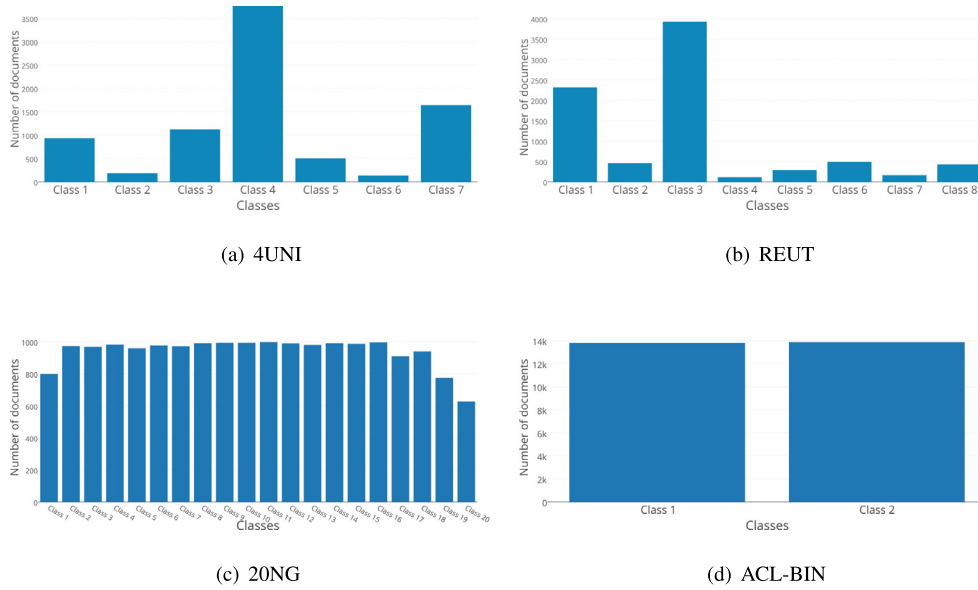 Number of documents
3500
3000
2500
2000
1500
1000
500
0
Class 1 Class 2 Class 3 Class 4 Class 5 Class 6 Class 7
Classes
(a) 4UNI
Number of documents
4000
3500
3000
2500
2000
1500
1000
500
0
Class 1 Class 2 Class 3 Class 4 Class 5 Class 6 Class 7 Class 8
Classes
(b) REUT
Number of documents
1000
800
600
400
200
0
Class 1 Class 2 Class 3 Class 4 Class 5 Class 6 Class 7 Class 8 Class 9 Class 10 Class 11 Class 12 Class 13 Class 14 Class 15 Class 16 Class 17 Class 18 Class 19 Class 20
Classes
(c) 20NG
Number of documents
14k
12k
10k
8k
6k
4k
2k
0
Class 1 Class 2
Classes
(d) ACL-BIN